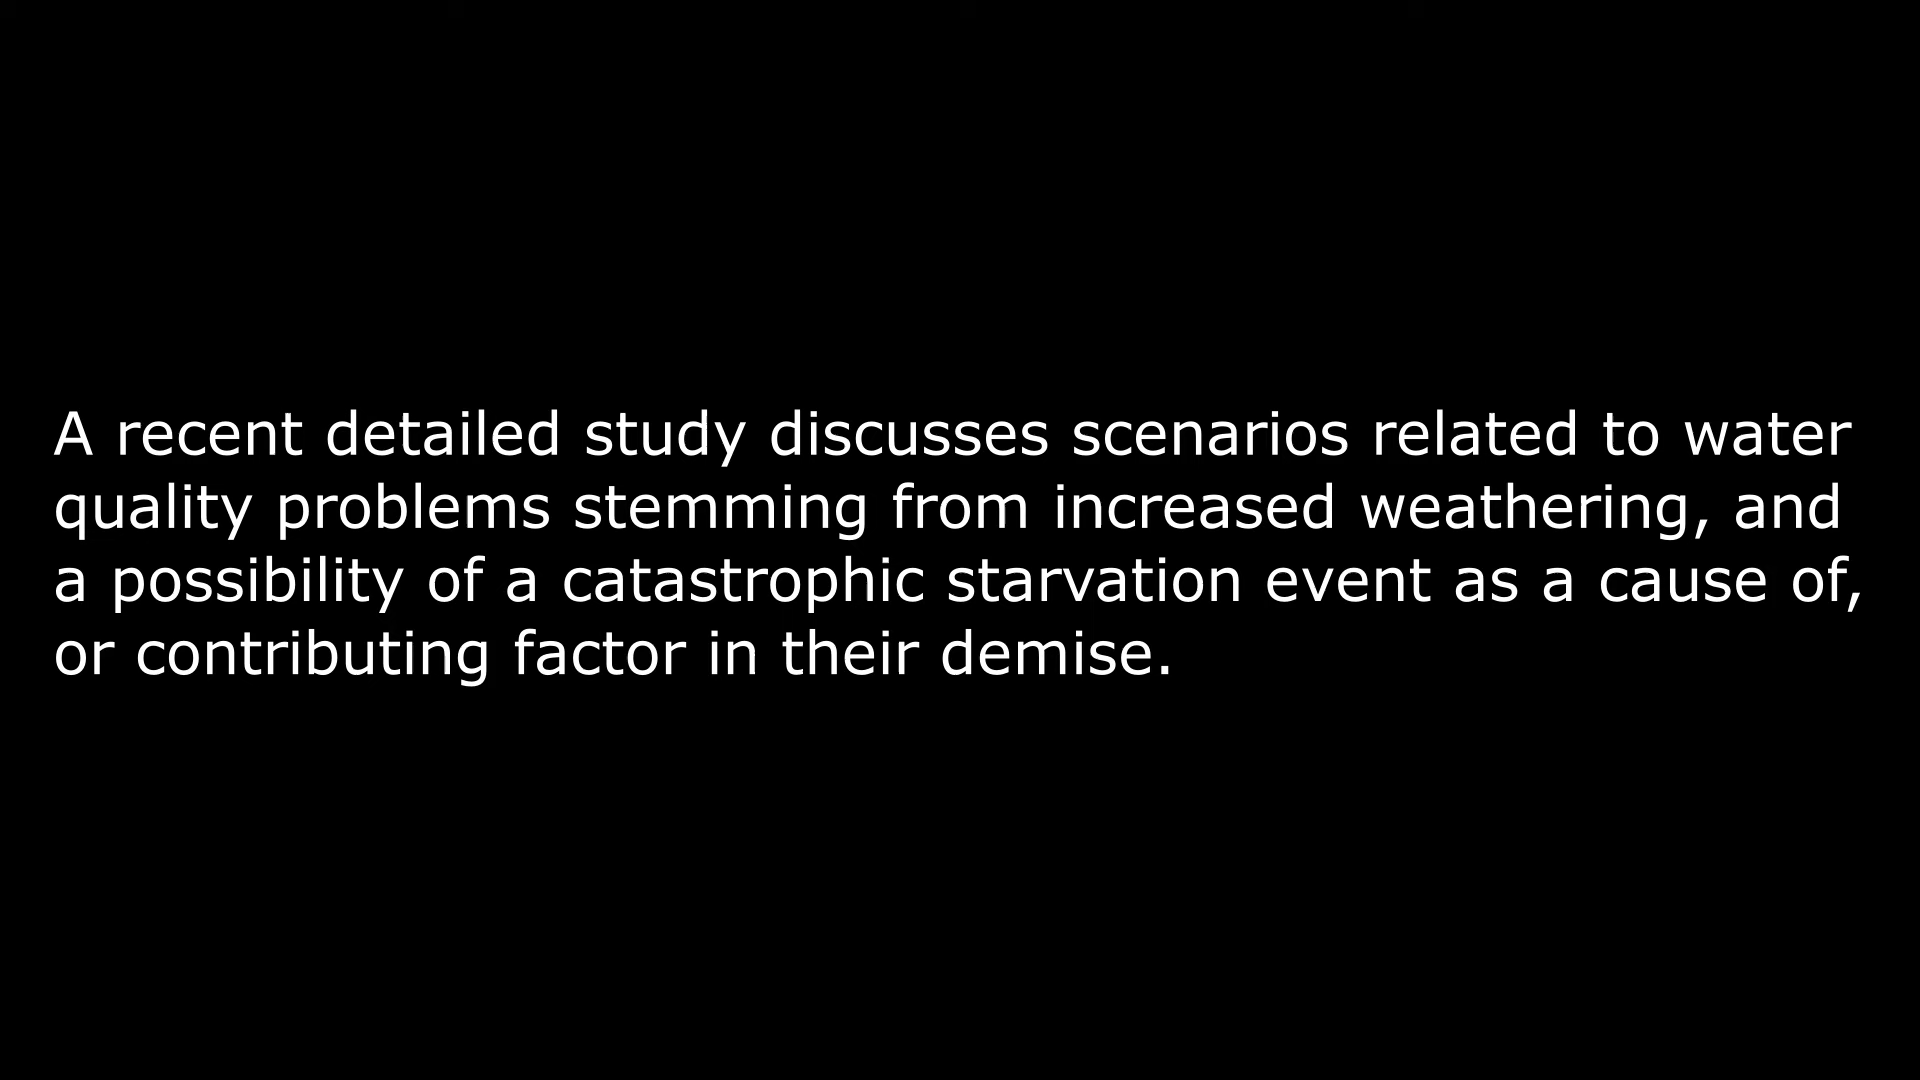 A recent detailed study discusses scenarios related to water
quality problems stemming from increased weathering, and
a possibility of a catastrophic starvation event as a cause of,
or contributing factor in their demise.